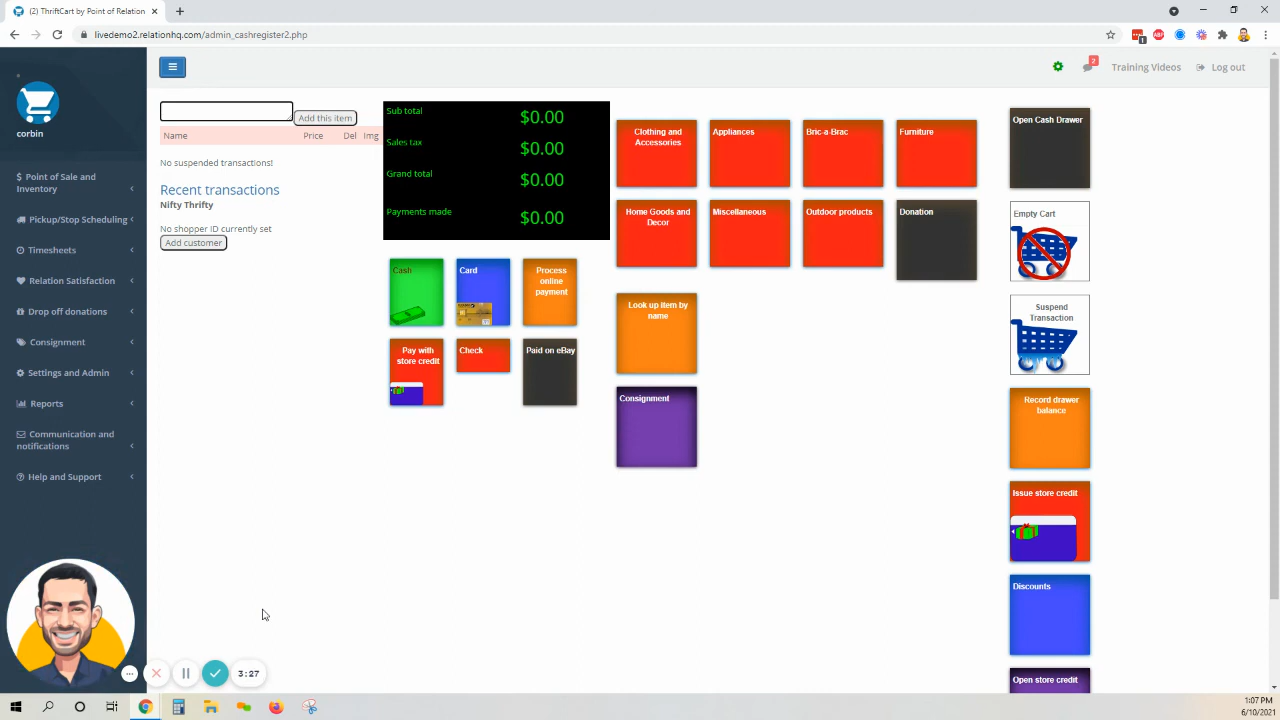 (2) ThriftCart by Point of Relation
livedemo2.relationhq.com/admin_cashregister2.php
1
ABP
2
Training Videos
Log out
corbin
Point of Sale and
Inventory
Pickup/Stop Scheduling
Timesheets
Relation Satisfaction
Drop off donations
Consignment
Settings and Admin
Reports
Communication and
notifications
Help and Support
Add this item
Name Price Del Img
No suspended transactions!
Recent transactions
Nifty Thrifty
No shopper ID currently set
Add customer
Sub total $0.00
Sales tax $0.00
Grand total $0.00
Payments made $0.00
Cash
Card
Process
online
payment
Pay with
store credit
Check
Paid on eBay
Clothing and
Accessories
Appliances
Bric-a-Brac
Furniture
Home Goods and
Decor
Miscellaneous
Outdoor products
Donation
Look up item by
name
Consignment
Open Cash Drawer
Empty Cart
Suspend
Transaction
Record drawer
balance
Issue store credit
Discounts
Open store credit
3:27
1:07 PM
6/10/2021